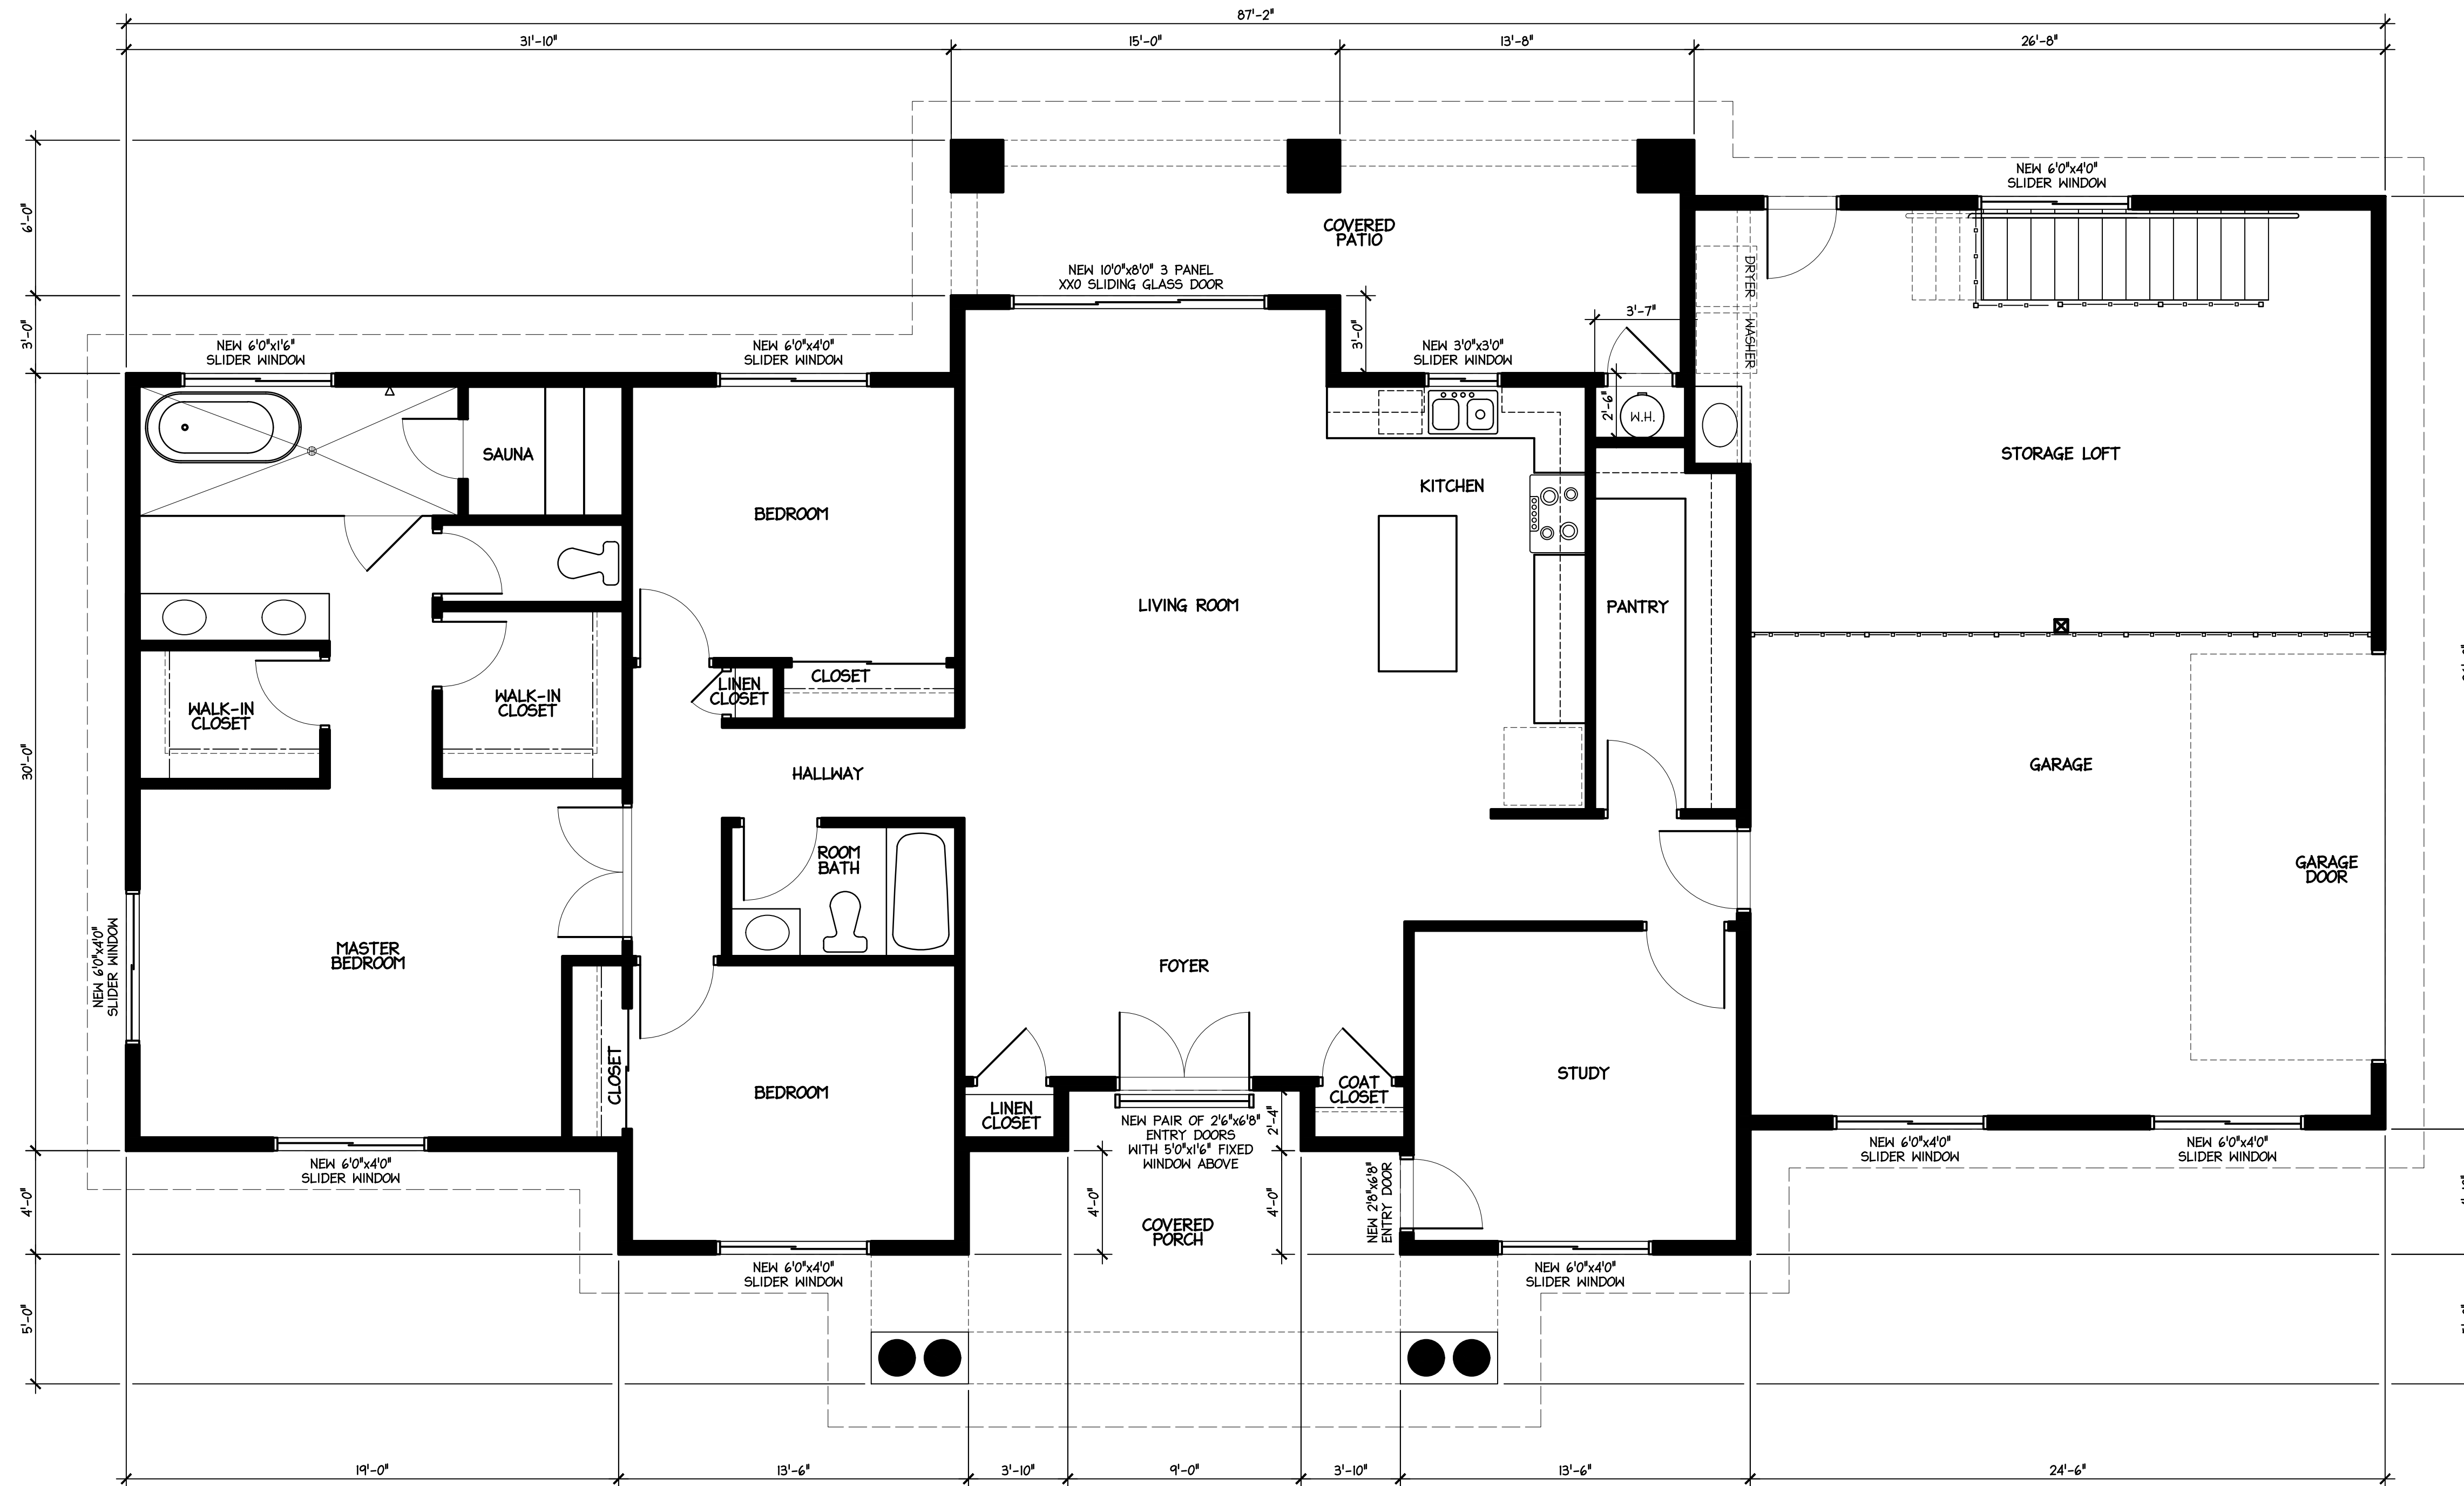 87'-2"
31'-10"
15'-0"
13'-8"
26'-8"
NEW 6'0"x4'0"
SLIDER WINDOW
6'-0"
COVERED
PATIO
NEW 10'0"x8'0" 3 PANEL
XXO SLIDING GLASS DOOR
DRYER
WASHER
3'-7"
3'-0"
3'-0"
NEW 6'0"x1'6"
SLIDER WINDOW
NEW 6'0"x4'0"
SLIDER WINDOW
NEW 3'0"x3'0"
SLIDER WINDOW
2'-6"
W.H.
SAUNA
STORAGE LOFT
KITCHEN
BEDROOM
LIVING ROOM
PANTRY
CLOSET
LINEN
CLOSET
WALK-IN
CLOSET
WALK-IN
CLOSET
30'-0"
HALLWAY
GARAGE
ROOM
BATH
GARAGE
DOOR
MASTER
BEDROOM
NEW 6'0"x4'0"
SLIDER WINDOW
FOYER
CLOSET
BEDROOM
STUDY
LINEN
CLOSET
COAT
CLOSET
NEW PAIR OF 2'6"x6'8"
ENTRY DOORS
WITH 5'0"x1'6" FIXED
WINDOW ABOVE
2'-4"
NEW 6'0"x4'0"
SLIDER WINDOW
NEW 6'0"x4'0"
SLIDER WINDOW
NEW 6'0"x4'0"
SLIDER WINDOW
4'-0"
4'-0"
4'-0"
NEW 2'8"x6'8"
ENTRY DOOR
COVERED
PORCH
NEW 6'0"x4'0"
SLIDER WINDOW
NEW 6'0"x4'0"
SLIDER WINDOW
5'-0"
19'-0"
13'-6"
3'-10"
9'-0"
3'-10"
13'-6"
24'-6"